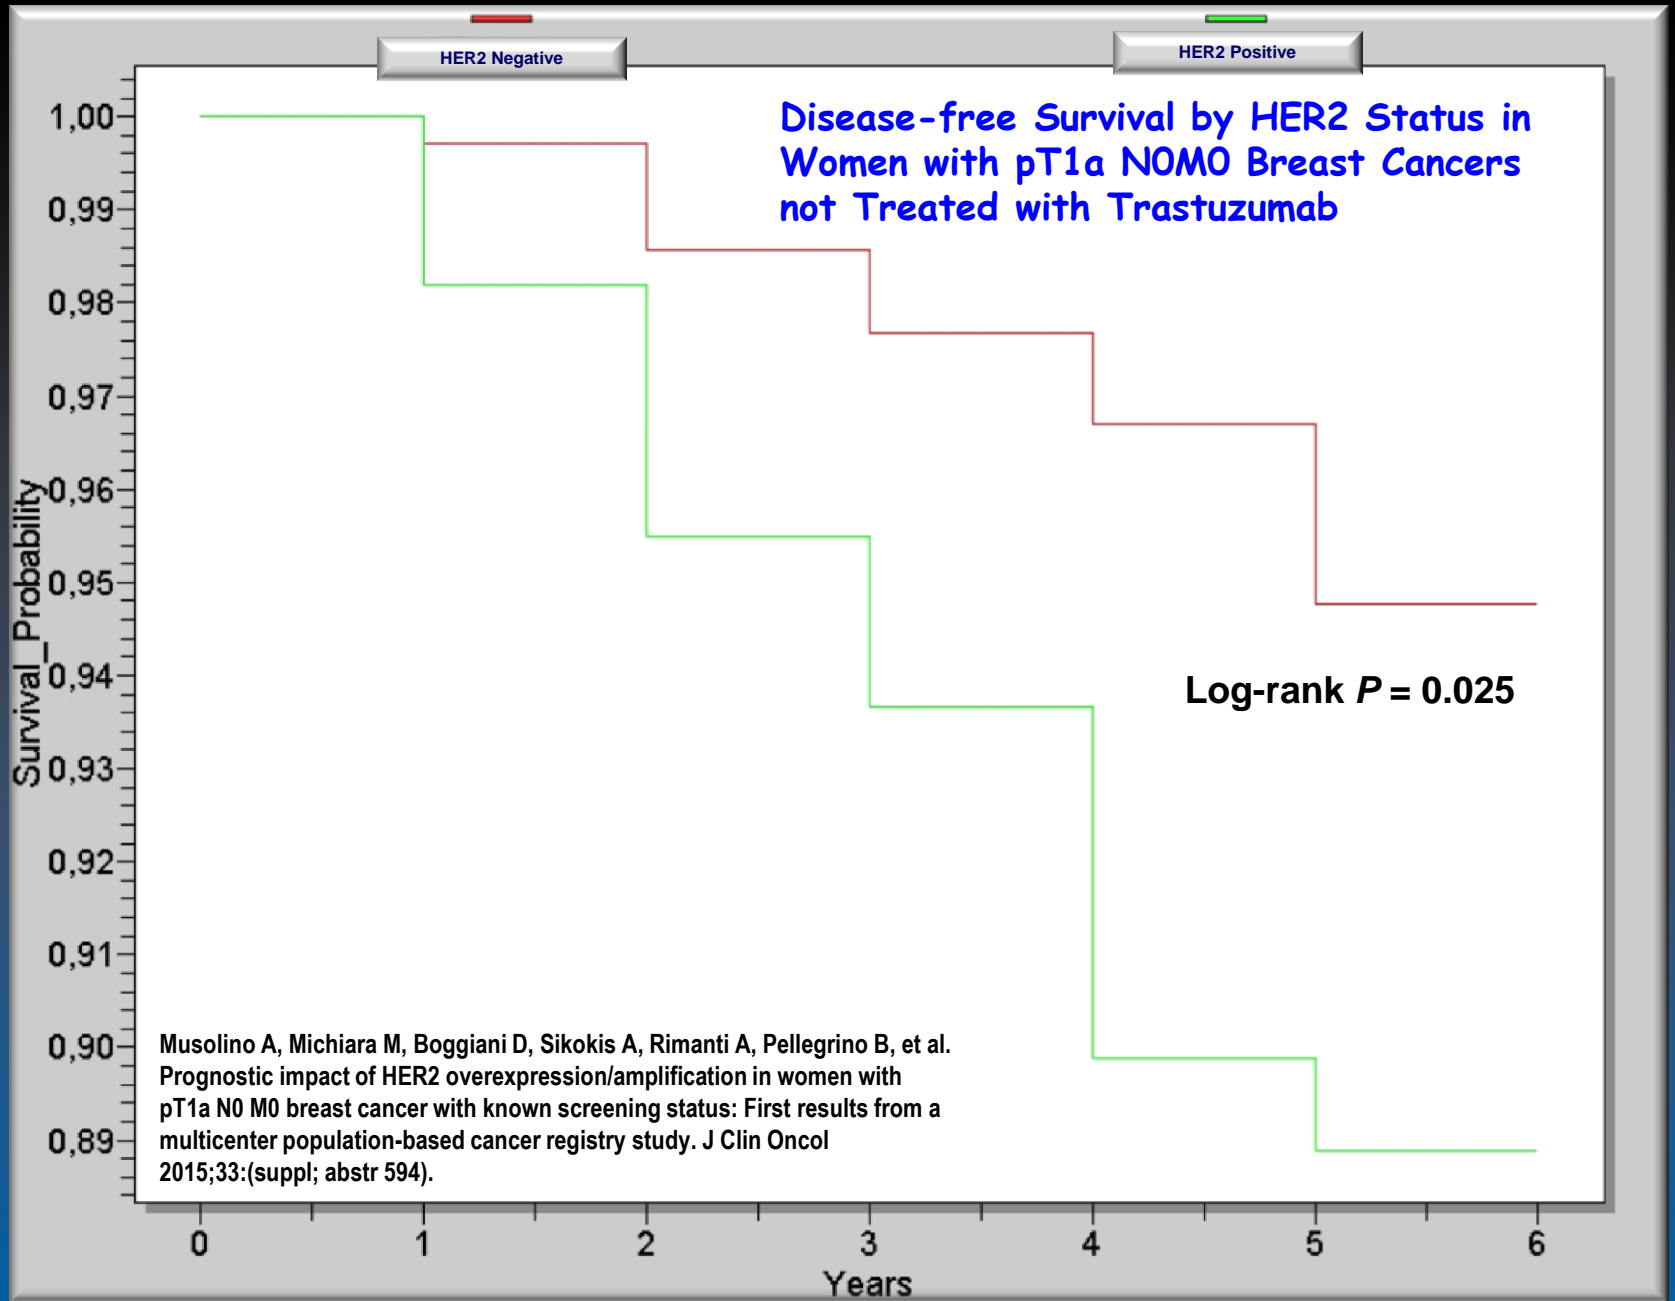 HER2 Negative
HER2 Positive
Disease-free Survival by HER2 Status in
Women with pT1a N0M0 Breast Cancers
not Treated with Trastuzumab
1,00
0,99
0,98
0,97
0,96
0,95
0,94
0,93
0,92
0,91
0,90
0,89
Survival_Probability
Log-rank P = 0.025
Musolino A, Michiara M, Boggiani D, Sikokis A, Rimanti A, Pellegrino B, et al.
Prognostic impact of HER2 overexpression/amplification in women with
pT1a N0 M0 breast cancer with known screening status: First results from a
multicenter population-based cancer registry study. J Clin Oncol
2015;33:(suppl; abstr 594).
0 1 2 3 4 5 6
Years